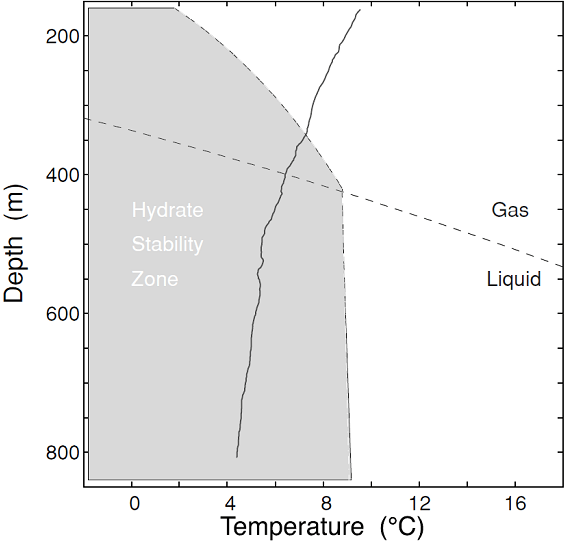 200
400
600
800
Depth (m)
Hydrate
Stability
Zone
Gas
Liquid
0 4 8 12 16
Temperature (°C)